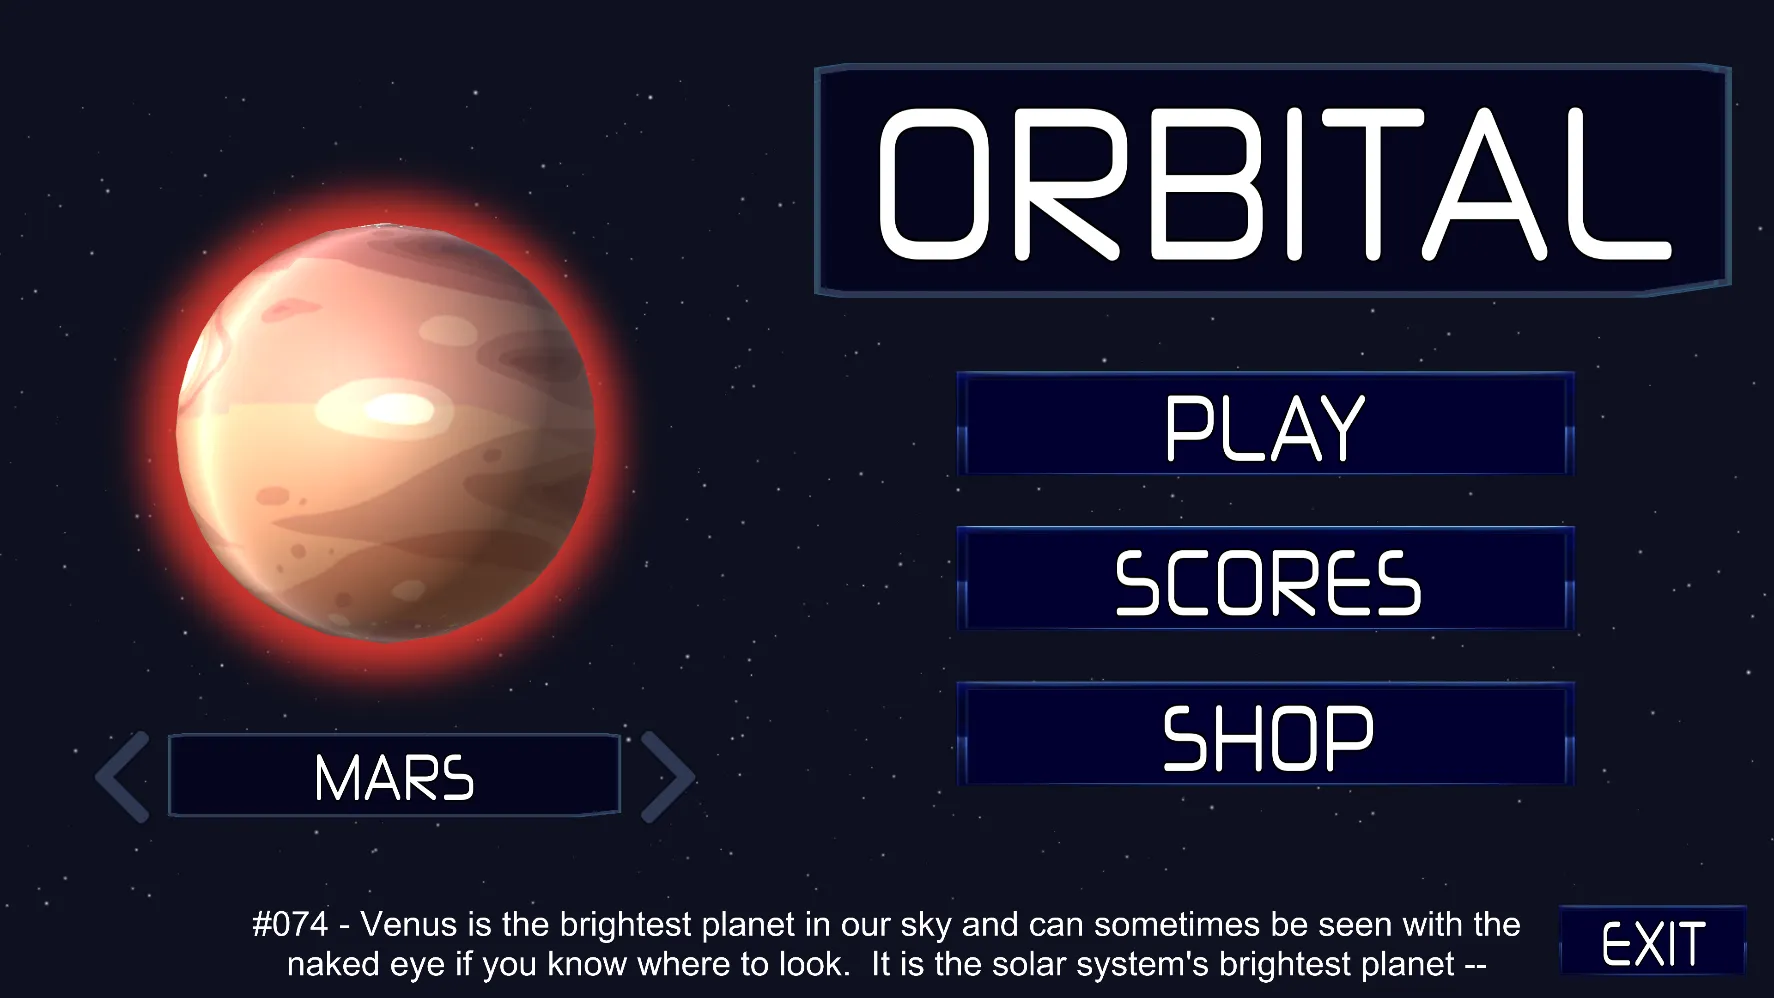 ORBITAL
PLAY
SCORES
SHOP
MARS
#074 - Venus is the brightest planet in our sky and can sometimes be seen with the
naked eye if you know where to look.  It is the solar system's brightest planet --
EXIT